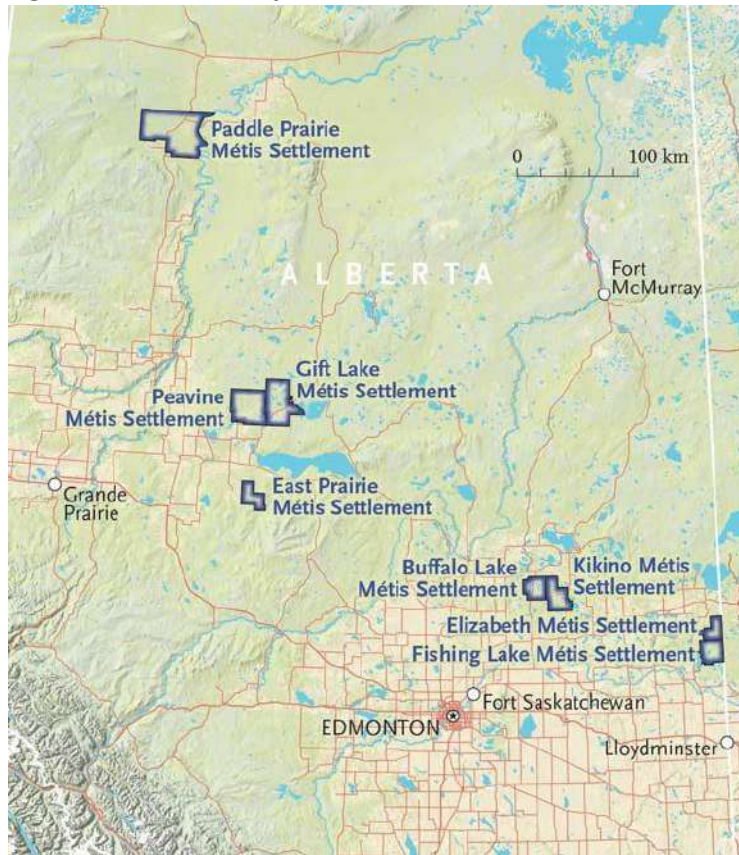 Paddle Prairie
Métis Settlement
0 100 km
ALBERTA
Fort
McMurray
Gift Lake
Métis Settlement
Peavine
Métis Settlement
Grande
Prairie
East Prairie
Métis Settlement
Buffalo Lake
Métis Settlement
Kikino Métis
Settlement
Elizabeth Métis Settlement
Fishing Lake Métis Settlement
Fort Saskatchewan
EDMONTON
Lloydminster